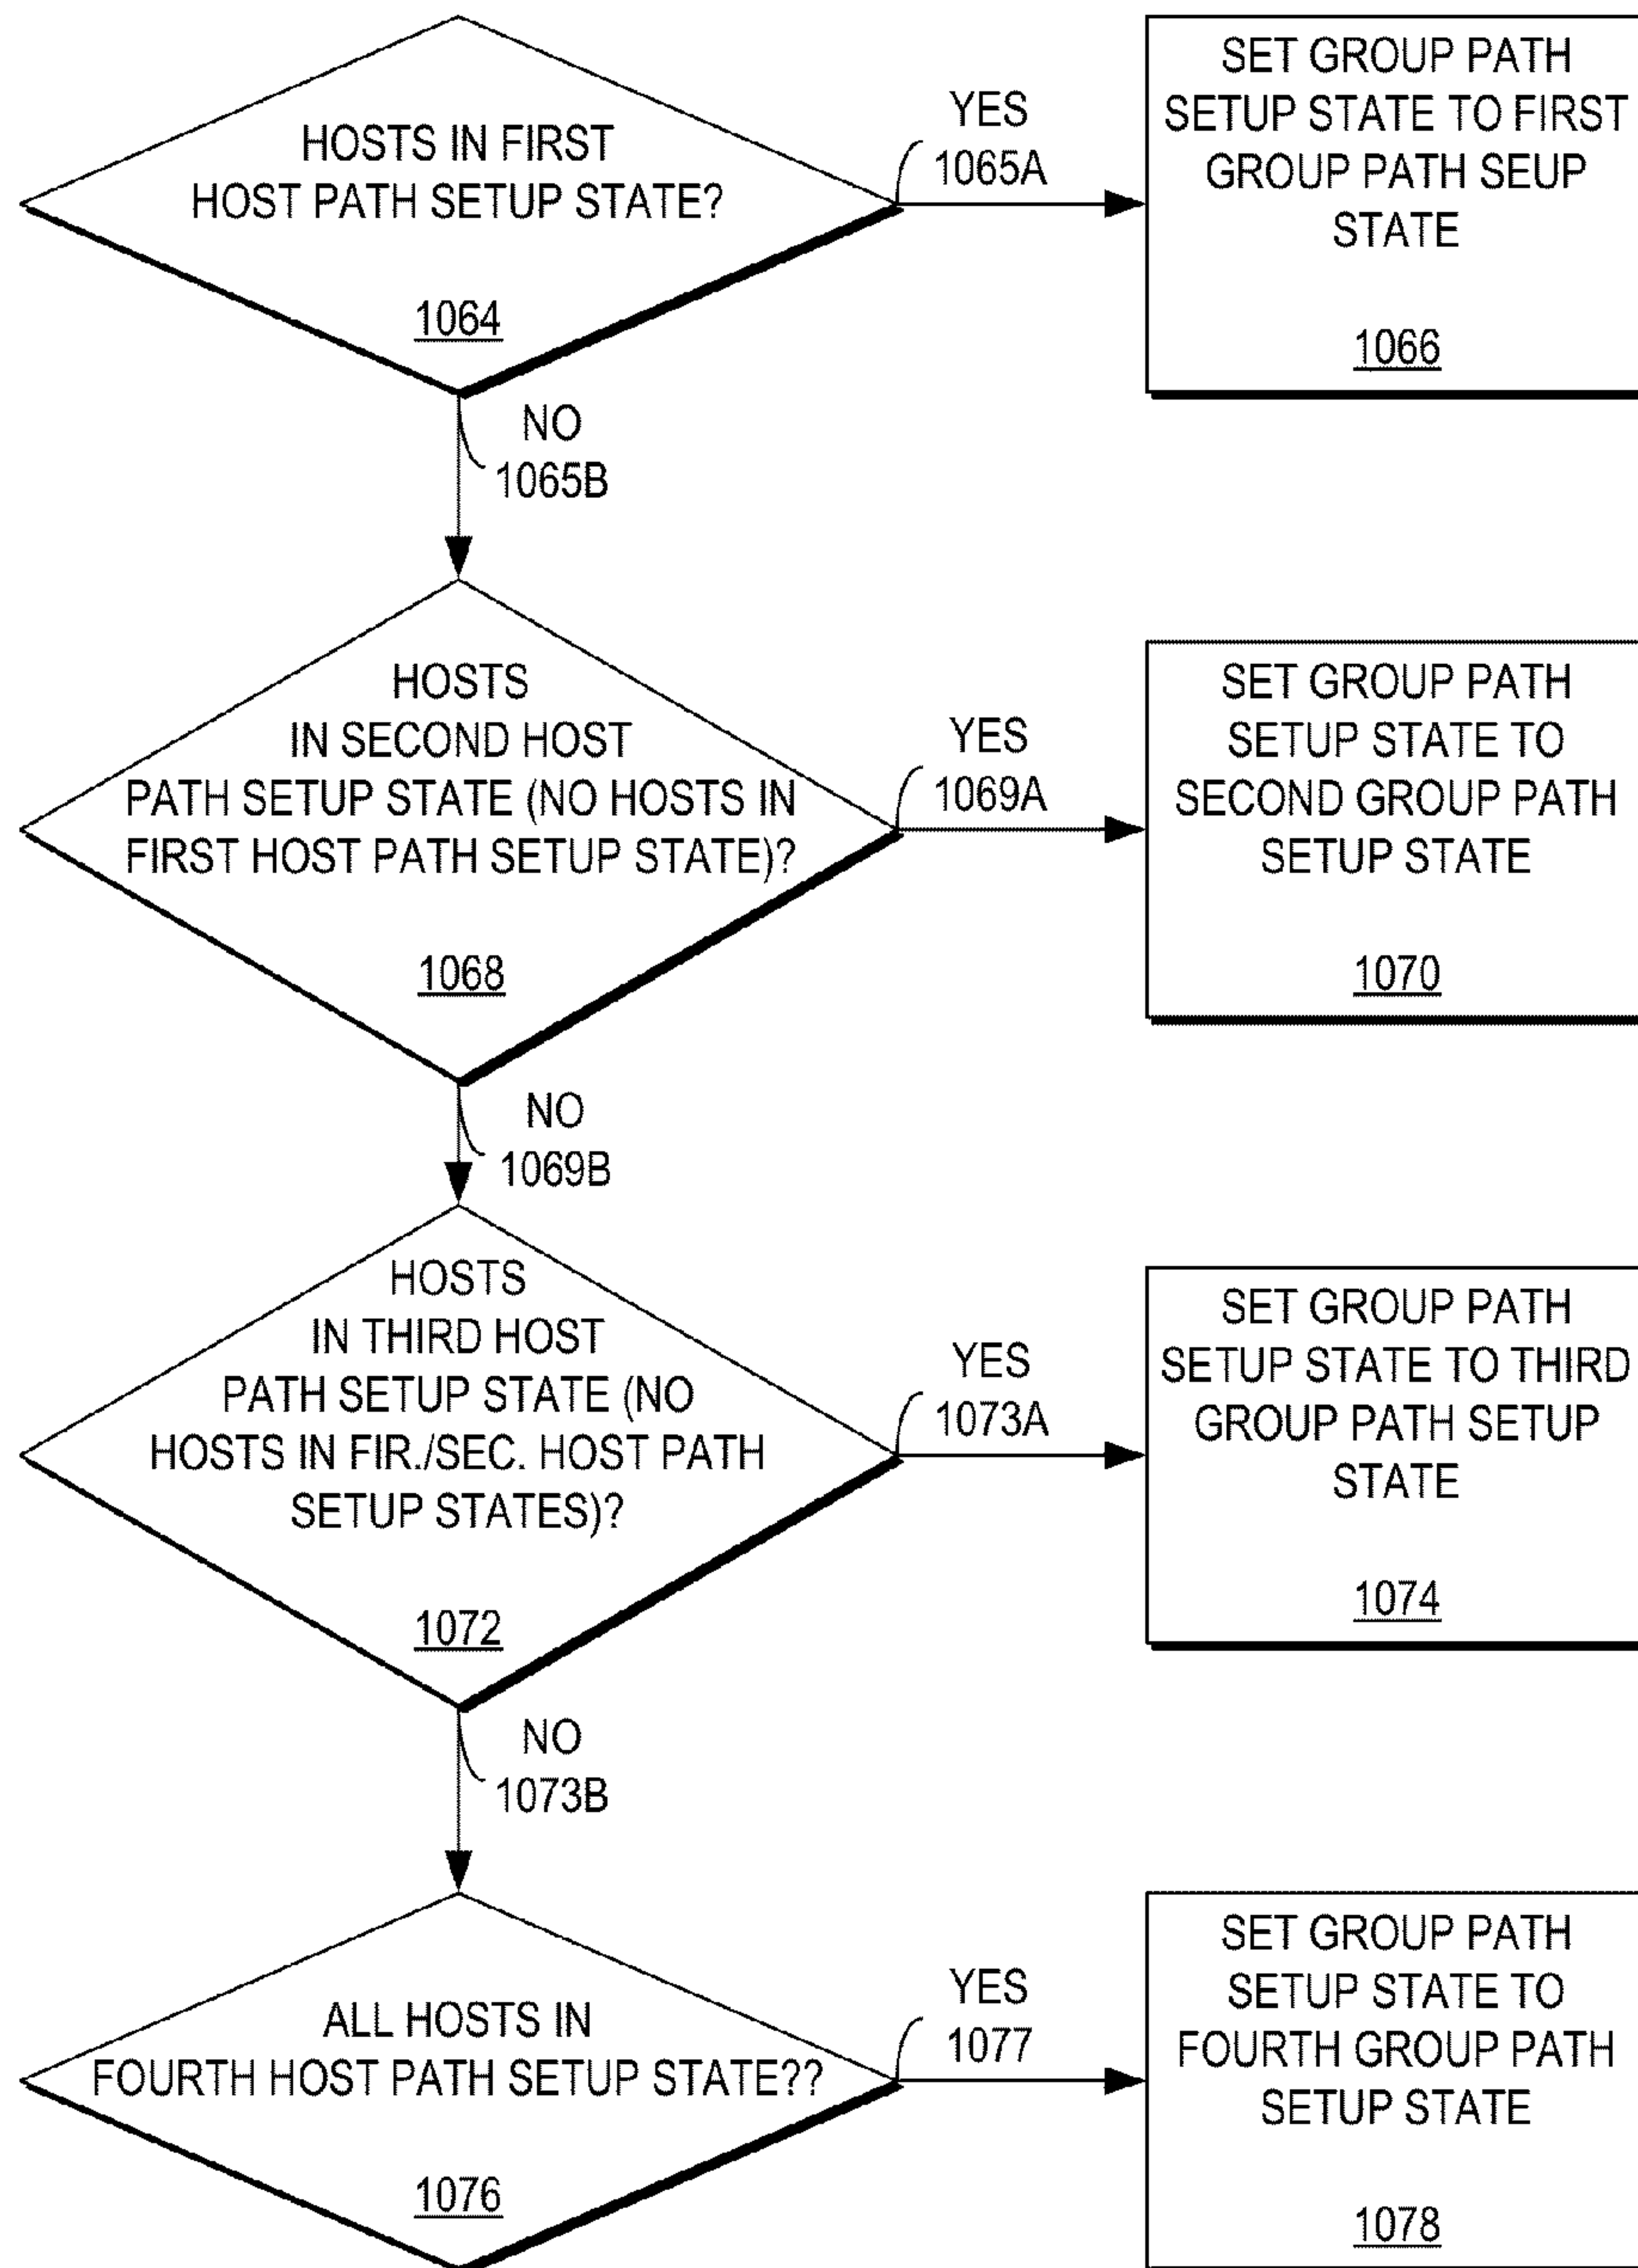 HOSTS IN FIRST
HOST PATH SETUP STATE?
1064
YES
1065A
SET GROUP PATH
SETUP STATE TO FIRST
GROUP PATH SEUP
STATE
1066
NO
1065B
HOSTS
IN SECOND HOST
PATH SETUP STATE (NO HOSTS IN
FIRST HOST PATH SETUP STATE)?
1068
YES
1069A
SET GROUP PATH
SETUP STATE TO
SECOND GROUP PATH
SETUP STATE
1070
NO
1069B
HOSTS
IN THIRD HOST
PATH SETUP STATE (NO
HOSTS IN FIR./SEC. HOST PATH
SETUP STATES)?
1072
YES
1073A
SET GROUP PATH
SETUP STATE TO THIRD
GROUP PATH SETUP
STATE
1074
NO
1073B
ALL HOSTS IN
FOURTH HOST PATH SETUP STATE??
1076
YES
1077
SET GROUP PATH
SETUP STATE TO
FOURTH GROUP PATH
SETUP STATE
1078